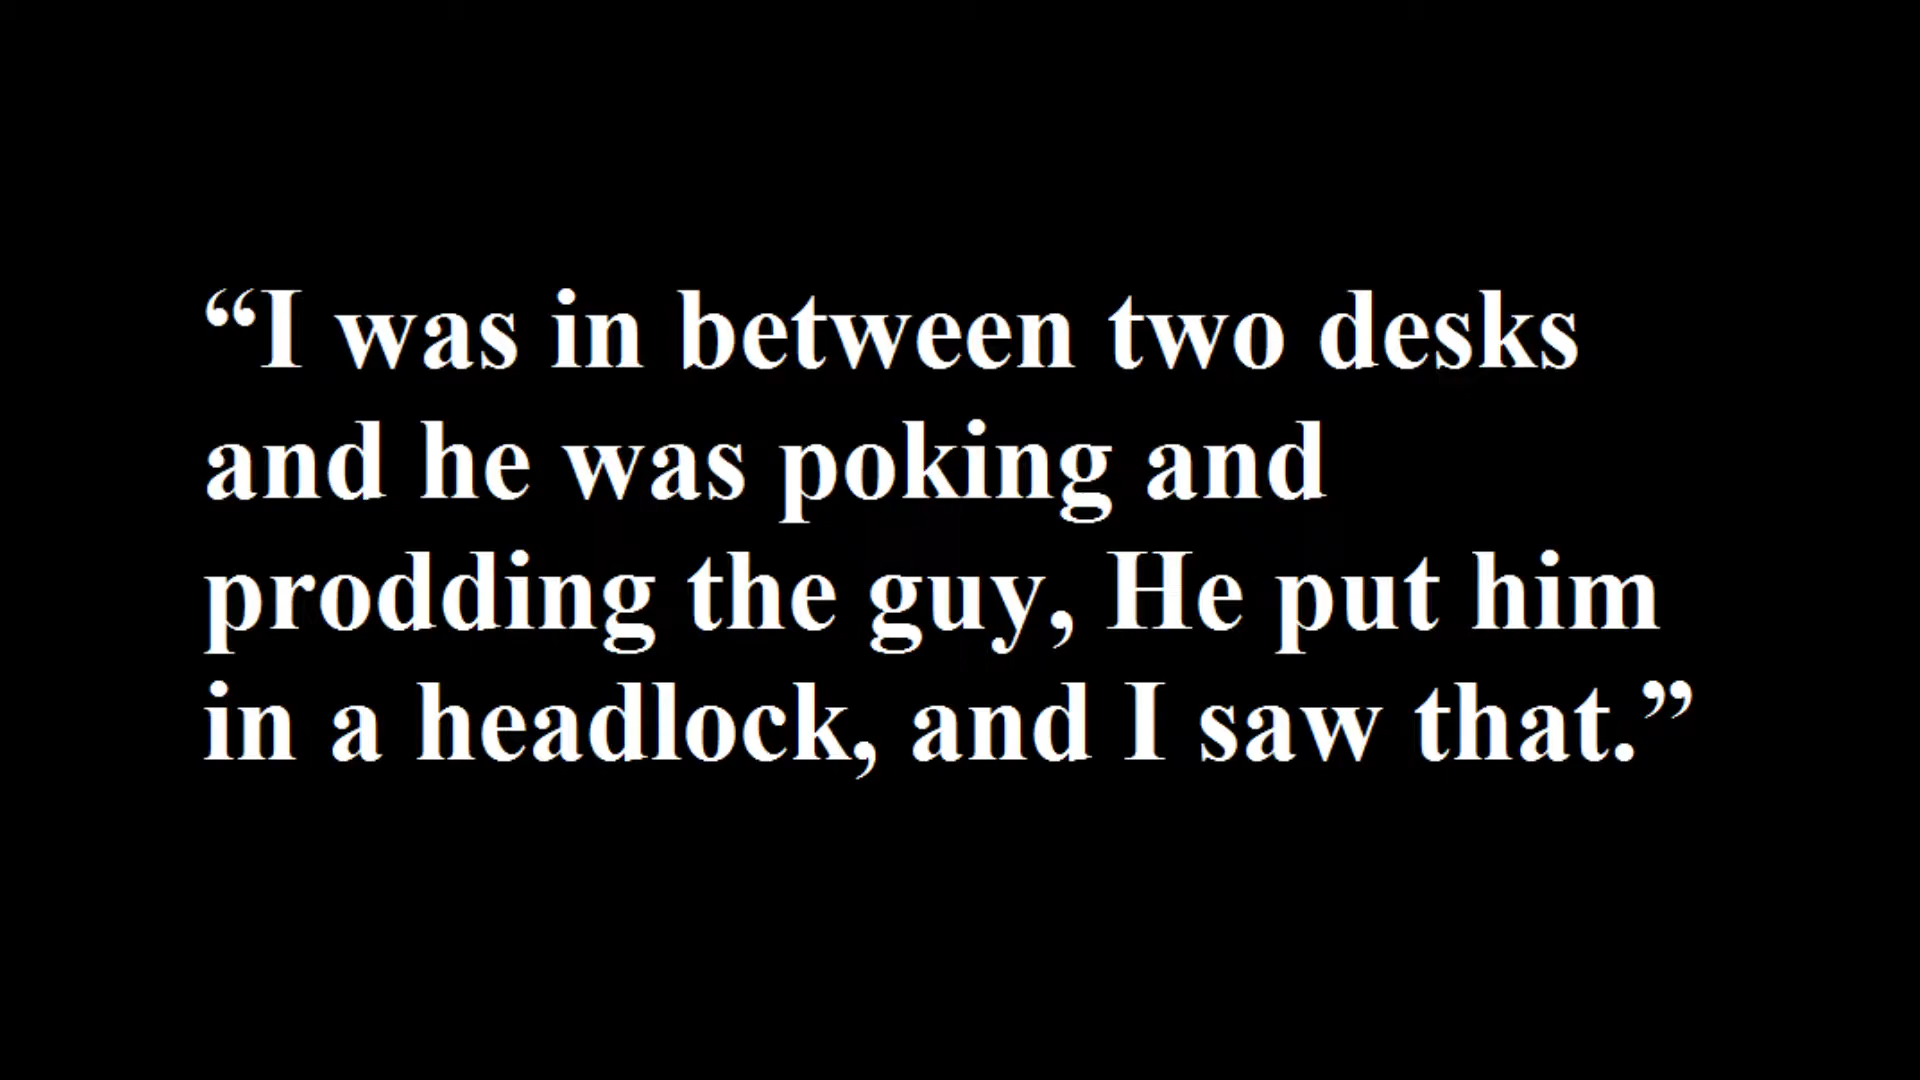 “I was in between two desks
and he was poking and
prodding the guy, He put him
in a headlock, and I saw that.”